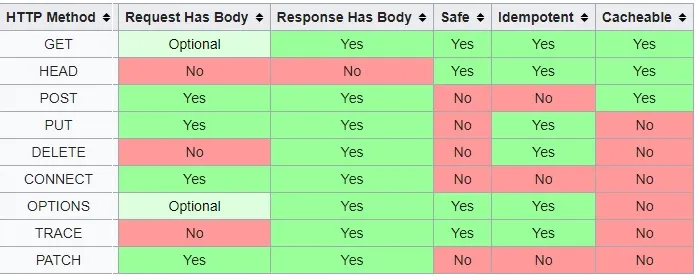 HTTP Method Request Has Body Response Has Body Safe Idempotent Cacheable
GET Optional Yes Yes Yes Yes
HEAD No No Yes Yes Yes
POST Yes Yes No No Yes
PUT Yes Yes No Yes No
DELETE No Yes No Yes No
CONNECT Yes Yes No No No
OPTIONS Optional Yes Yes Yes No
TRACE No Yes Yes Yes No
PATCH Yes Yes No No No